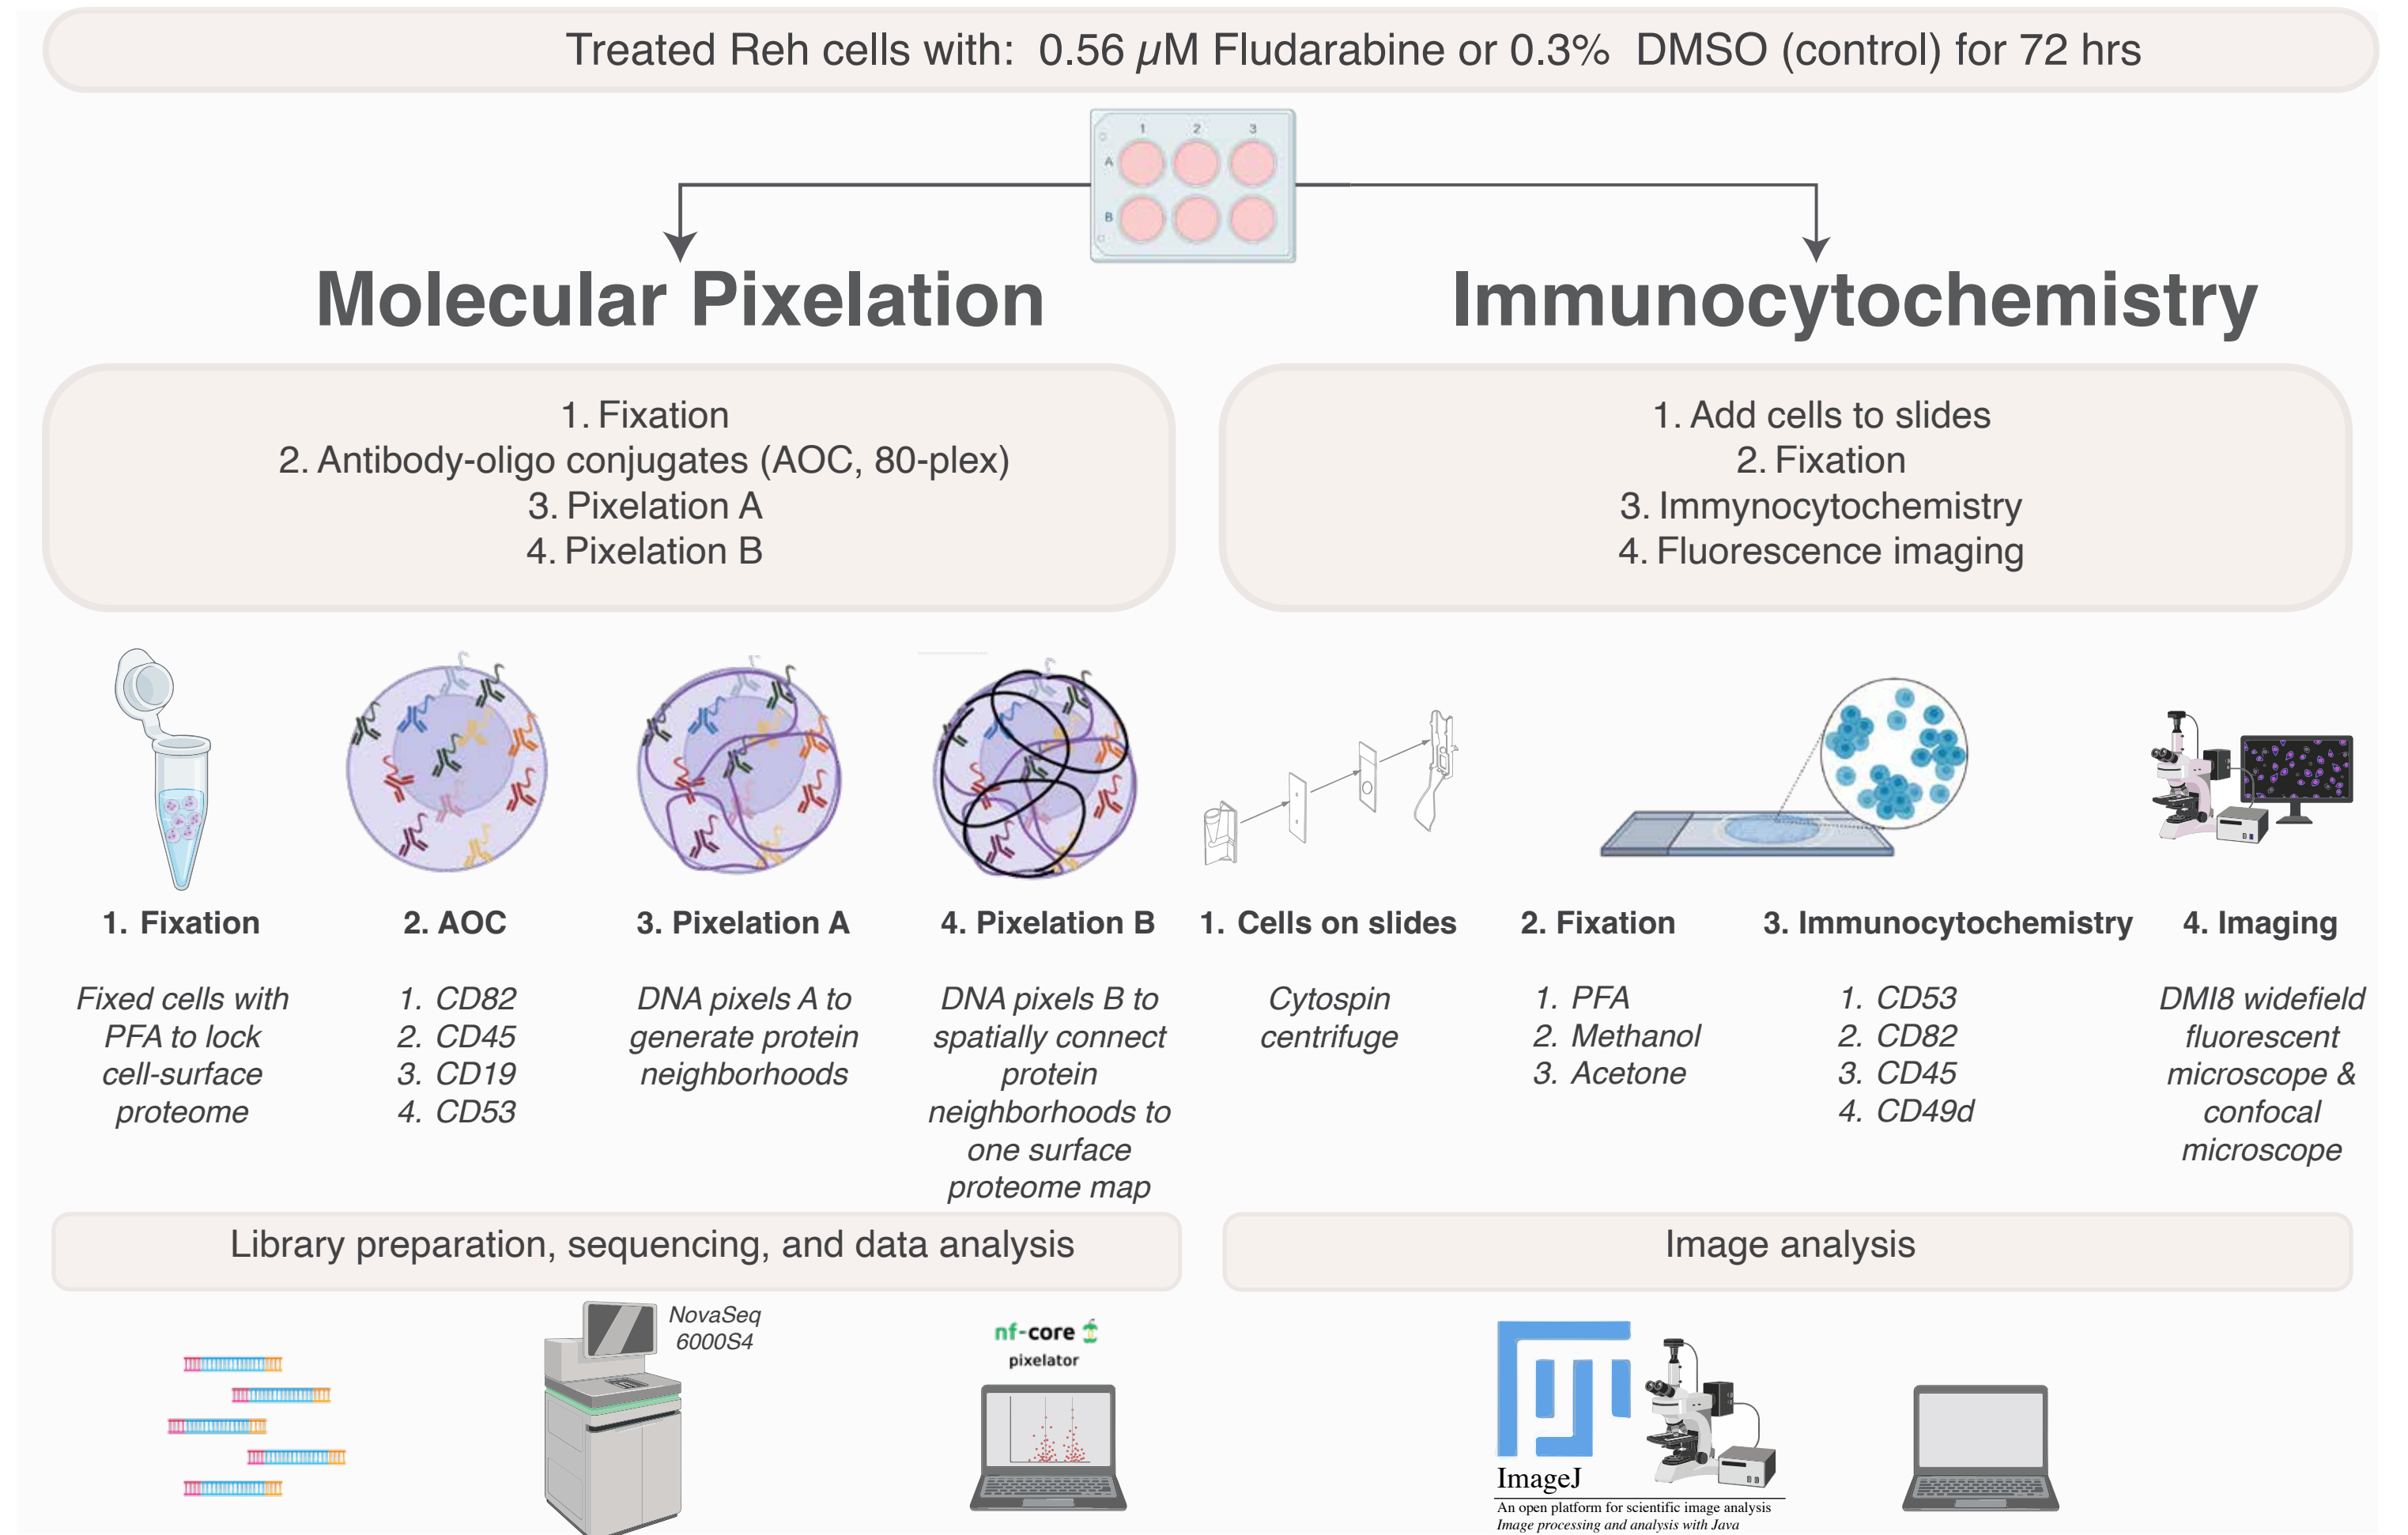 Treated Reh cells with: 0.56 µM Fludarabine or 0.3% DMSO (control) for 72 hrs
1 2 3
A
B
Molecular Pixelation
1. Fixation
2. Antibody-oligo conjugates (AOC, 80-plex)
3. Pixelation A
4. Pixelation B
Immunocytochemistry
1. Add cells to slides
2. Fixation
3. Immynocytochemistry
4. Fluorescence imaging
1. Fixation
Fixed cells with
PFA to lock
cell-surface
proteome
2. AOC
1. CD82
2. CD45
3. CD19
4. CD53
3. Pixelation A
DNA pixels A to
generate protein
neighborhoods
4. Pixelation B
DNA pixels B to
spatially connect
protein
neighborhoods to
one surface
proteome map
1. Cells on slides
Cytospin
centrifuge
2. Fixation
1. PFA
2. Methanol
3. Acetone
3. Immunocytochemistry
1. CD53
2. CD82
3. CD45
4. CD49d
4. Imaging
DMI8 widefield
fluorescent
microscope &
confocal
microscope
Library preparation, sequencing, and data analysis
NovaSeq
6000S4
nf-core
pixelator
Image analysis
ImageJ
An open platform for scientific image analysis
Image processing and analysis with Java